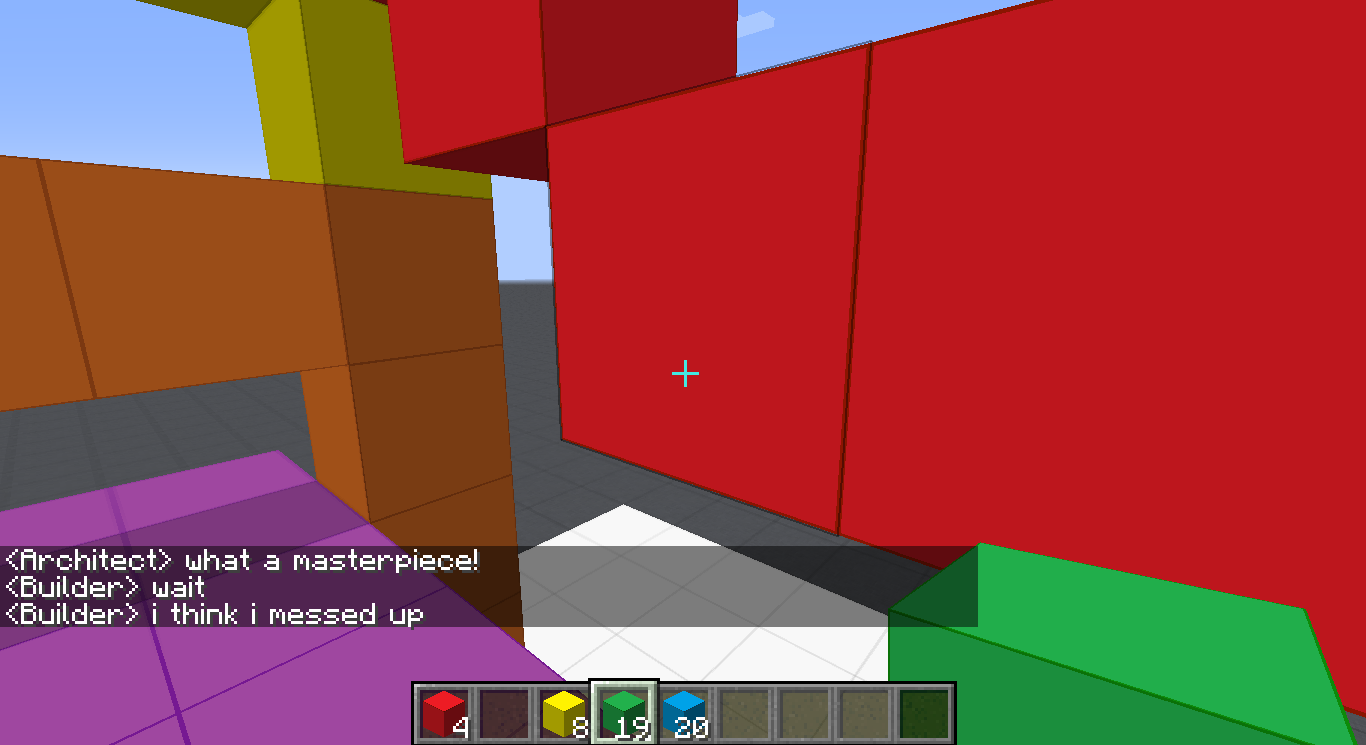 <Architect> what a masterpiece!
<Builder> wait
<Builder> i think i messed up
4 8 19 20